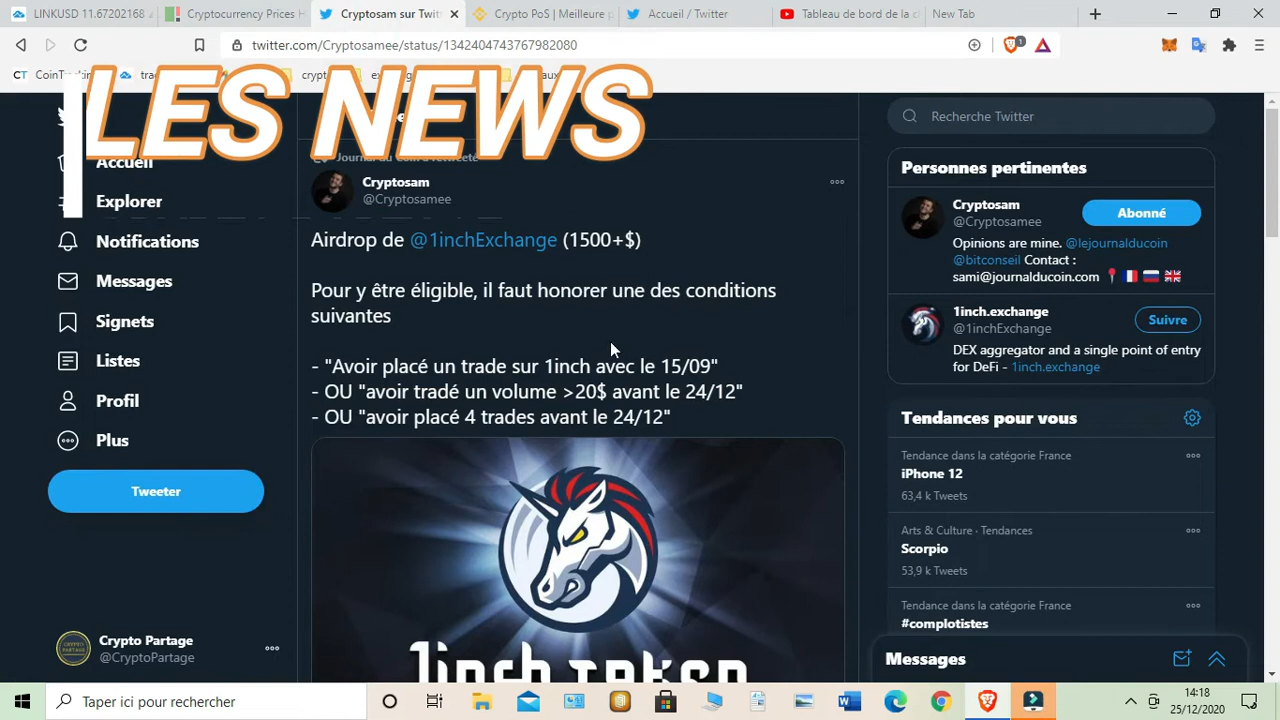 LINKUSD 11.67202168
Cryptocurrency Prices
Cryptosam sur Twit
Crypto PoS | Meilleure p
Accueil / Twitter
Tableau de bord de la c
New Tab
twitter.com/Cryptosamee/status/1342404743767982080
1
LES NEWS
Accueil
Explorer
Notifications
Messages
Signets
Listes
Profil
Plus
Tweeter
Crypto Partage
@CryptoPartage
Cryptosam
@Cryptosamee
Airdrop de @1inchExchange (1500+$)
Pour y être éligible, il faut honorer une des conditions
suivantes
- "Avoir placé un trade sur 1inch avec le 15/09"
- OU "avoir tradé un volume >20$ avant le 24/12"
- OU "avoir placé 4 trades avant le 24/12"
1inch token
Recherche Twitter
Personnes pertinentes
Cryptosam
@Cryptosamee
Abonné
Opinions are mine. @lejournalducoin
@bitconseil Contact :
sami@journalducoin.com
1inch.exchange
@1inchExchange
Suivre
DEX aggregator and a single point of entry
for DeFi - 1inch.exchange
Tendances pour vous
Tendance dans la catégorie France
iPhone 12
63,4 k Tweets
Arts & Culture · Tendances
Scorpio
53,9 k Tweets
Tendance dans la catégorie France
#complotistes
Messages
Taper ici pour rechercher
14:18
25/12/2020